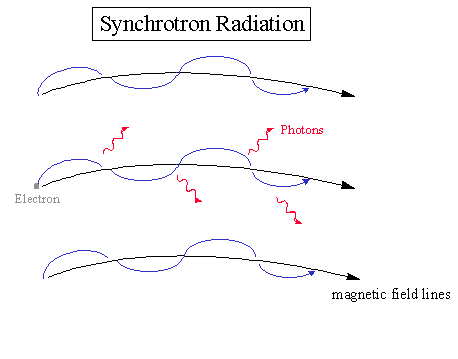 Synchrotron Radiation
Photons
Electron
magnetic field lines